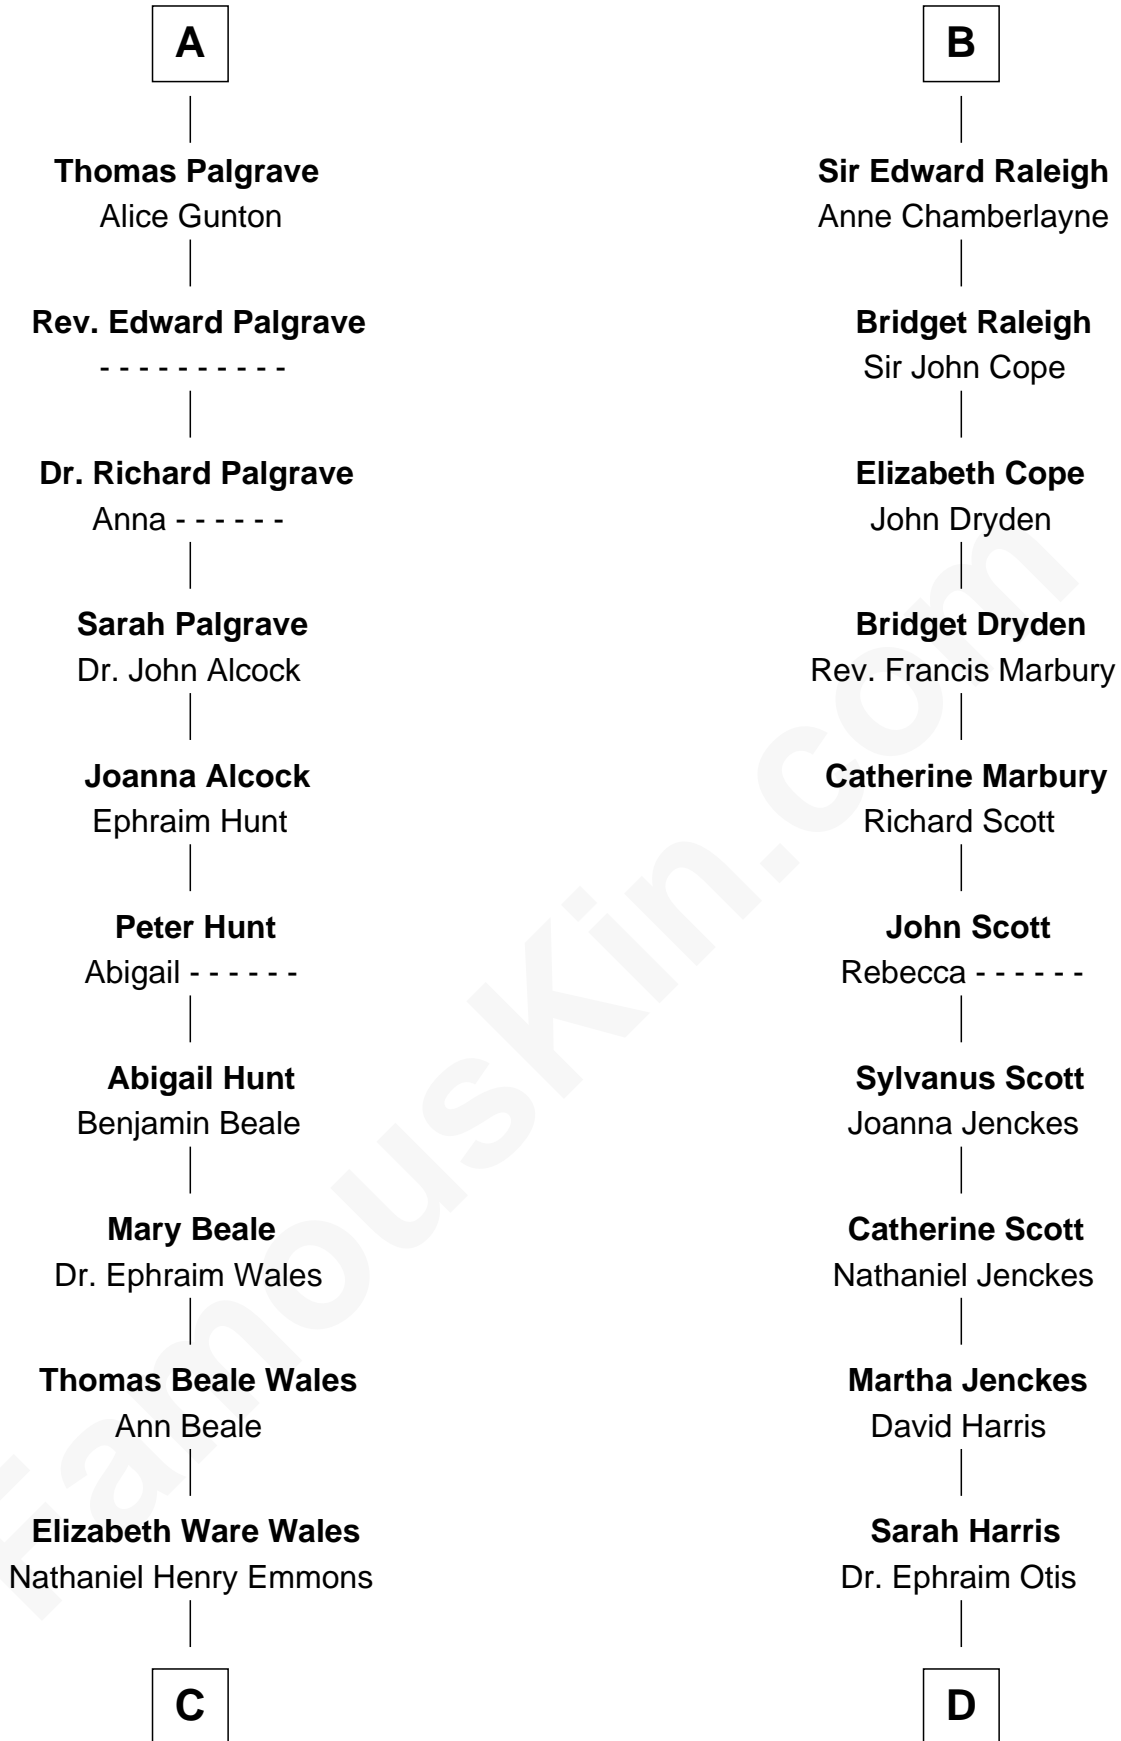 A
Thomas Palgrave
Alice Gunton
Rev. Edward Palgrave
- - - - - - - - - -
Dr. Richard Palgrave
Anna - - - - - -
Sarah Palgrave
Dr. John Alcock
Joanna Alcock
Ephraim Hunt
Peter Hunt
Abigail - - - - - -
Abigail Hunt
Benjamin Beale
Mary Beale
Dr. Ephraim Wales
Thomas Beale Wales
Ann Beale
Elizabeth Ware Wales
Nathaniel Henry Emmons
C
B
Sir Edward Raleigh
Anne Chamberlayne
Bridget Raleigh
Sir John Cope
Elizabeth Cope
John Dryden
Bridget Dryden
Rev. Francis Marbury
Catherine Marbury
Richard Scott
John Scott
Rebecca - - - - - -
Sylvanus Scott
Joanna Jenckes
Catherine Scott
Nathaniel Jenckes
Martha Jenckes
David Harris
Sarah Harris
Dr. Ephraim Otis
D
FamousKin.com